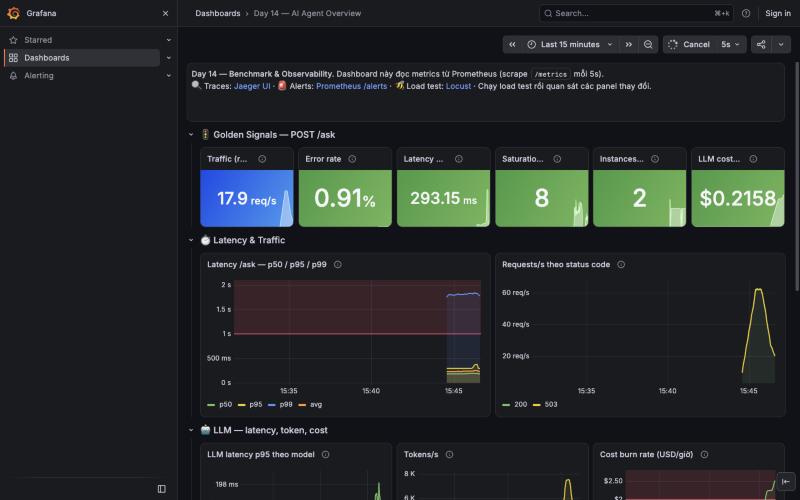 Grafana
Dashboards › Day 14 — AI Agent Overview
Search...
⌘+k
Sign in
Starred
Dashboards
Alerting
Last 15 minutes
Cancel
5s
Day 14 — Benchmark & Observability. Dashboard này đọc metrics từ Prometheus (scrape /metrics mỗi 5s).
Traces: Jaeger UI · Alerts: Prometheus /alerts · Load test: Locust · Chạy load test rồi quan sát các panel thay đổi.
Golden Signals — POST /ask
Traffic (r...
Error rate
Latency ...
Saturatio...
Instances...
LLM cost...
17.9 req/s
0.91%
293.15 ms
8
2
$0.2158
Latency & Traffic
Latency /ask — p50 / p95 / p99
2 s
1.5 s
1 s
500 ms
0 s
15:35
15:40
15:45
p50
p95
p99
avg
Requests/s theo status code
60 req/s
40 req/s
20 req/s
15:35
15:40
15:45
200
503
LLM — latency, token, cost
LLM latency p95 theo model
198 ms
Tokens/s
8 K
6 K
Cost burn rate (USD/giờ)
$2.50
$2